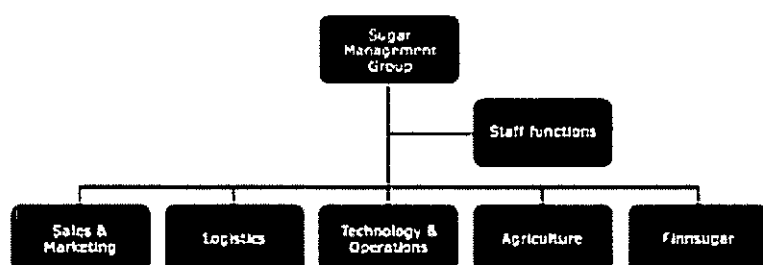 Sugar
Management
Group
Staff functions
Sales &
Marketing
Logistics
Technology &
Operations
Agriculture
Finnsugar